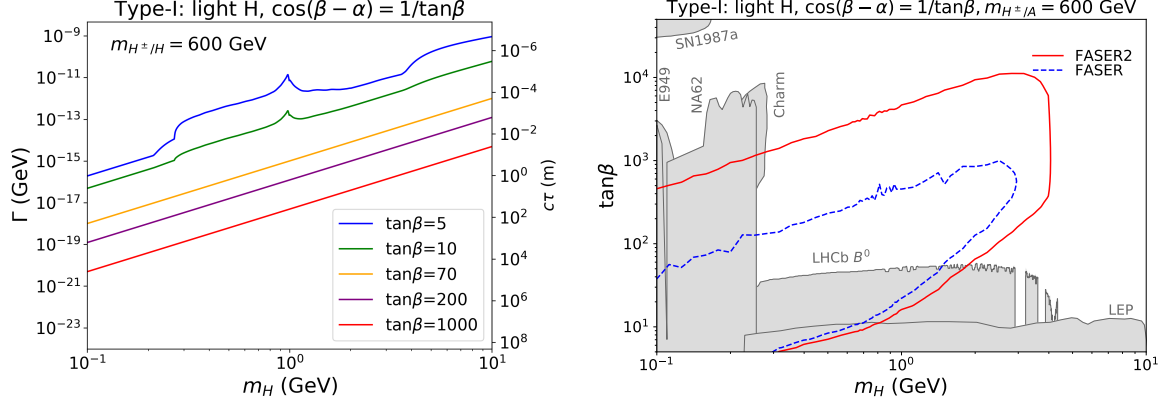 Type-I: light H, cos(β − α) = 1/tanβ
m_{H^±/H} = 600 GeV
10^{-9}
10^{-11}
10^{-13}
10^{-15}
10^{-17}
10^{-19}
10^{-21}
10^{-23}
Γ (GeV)
tanβ=5
tanβ=10
tanβ=70
tanβ=200
tanβ=1000
10^{-6}
10^{-4}
10^{-2}
10^{0}
10^{2}
10^{4}
10^{6}
10^{8}
cτ (m)
10^{-1}
10^{0}
10^{1}
m_H (GeV)
Type-I: light H, cos(β − α) = 1/tanβ, m_{H^±/A} = 600 GeV
SN1987a
E949
NA62
Charm
FASER2
FASER
LHCb B^0
LEP
10^4
10^3
10^2
10^1
tanβ
10^{-1}
10^{0}
10^{1}
m_H (GeV)